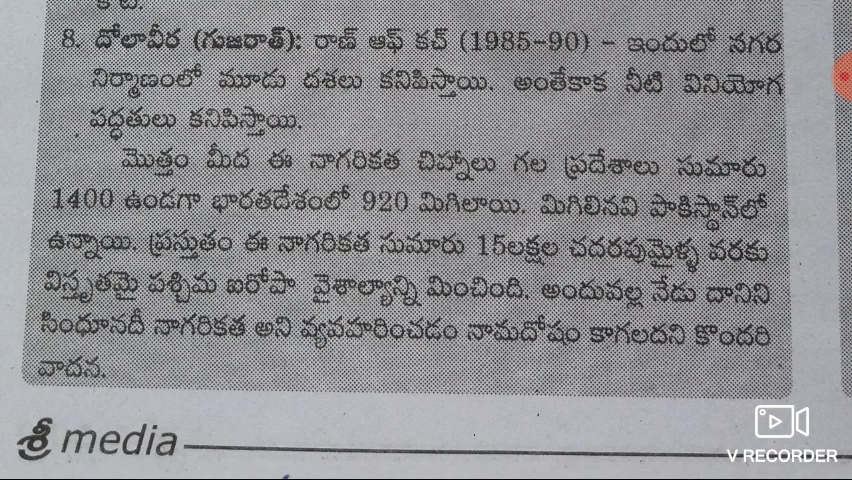 8. దోలావీర (గుజరాత్): రాణ్ ఆఫ్ కచ్ (1985-90) - ఇందులో నగర
నిర్మాణంలో మూడు దశలు కనిపిస్తాయి. అంతేకాక నీటి వినియోగ
పద్ధతులు కనిపిస్తాయి.
మొత్తం మీద ఈ నాగరికత చిహ్నాలు గల ప్రదేశాలు సుమారు
1400 ఉండగా భారతదేశంలో 920 మిగిలాయి. మిగిలినవి పాకిస్థాన్‌లో
ఉన్నాయి. ప్రస్తుతం ఈ నాగరికత సుమారు 15లక్షల చదరపుమైళ్ళ వరకు
విస్తృతమై పశ్చిమ ఐరోపా వైశాల్యాన్ని మించింది. అందువల్ల నేడు దానిని
సింధూనదీ నాగరికత అని వ్యవహరించడం నామదోషం కాగలదని కొందరి
వాదన.
శ్రీ media
V RECORDER